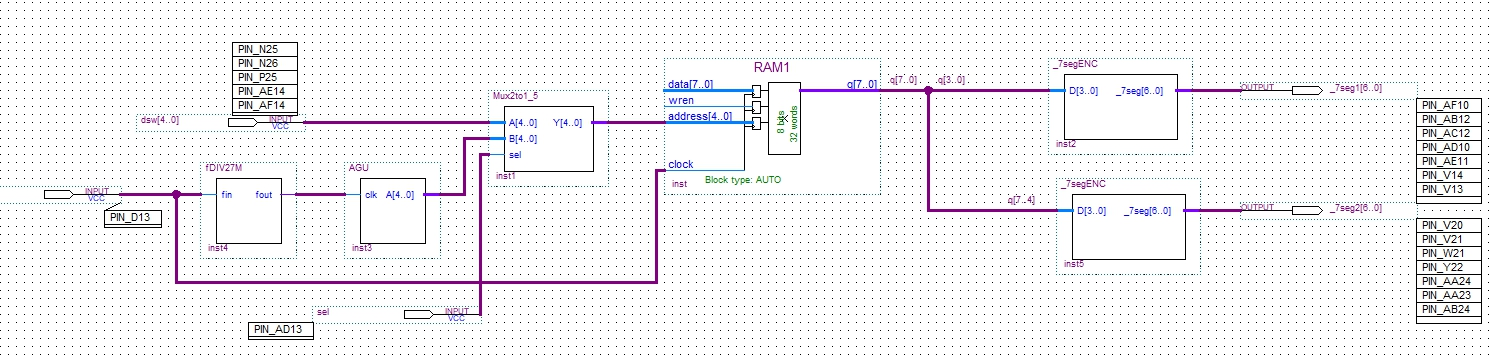 PIN_N25
PIN_N26
PIN_P25
PIN_AE14
PIN_AF14
dsw[4..0]
INPUT
VCC
Mux2to1_5
A[4..0] Y[4..0]
B[4..0]
sel
inst1
RAM1
data[7..0] q[7..0]
wren
address[4..0]
8 bits
32 words
clock
inst
Block type: AUTO
q[7..0] q[3..0]
_7segENC
D[3..0] _7seg[6..0]
inst2
OUTPUT
_7seg1[6..0]
PIN_AF10
PIN_AB12
PIN_AC12
PIN_AD10
PIN_AE11
PIN_V14
PIN_V13
INPUT
VCC
PIN_D13
fDIV27M
fin fout
inst4
AGU
clk A[4..0]
inst3
q[7..4]
_7segENC
D[3..0] _7seg[6..0]
inst5
OUTPUT
_7seg2[6..0]
PIN_V20
PIN_V21
PIN_W21
PIN_Y22
PIN_AA24
PIN_AA23
PIN_AB24
sel
INPUT
VCC
PIN_AD13